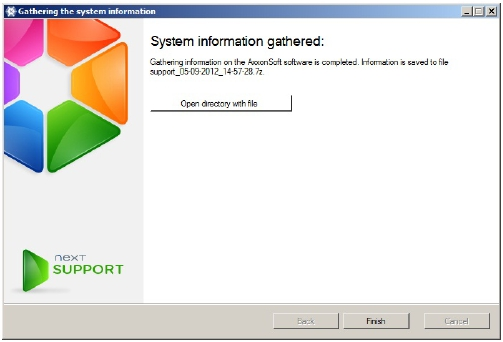 Gathering the system information
System information gathered:
Gathering information on the AxxonSoft software is completed. Information is saved to file
support_05-09-2012_14-57-28.7z.
Open directory with file
next
SUPPORT
Back
Finish
Cancel